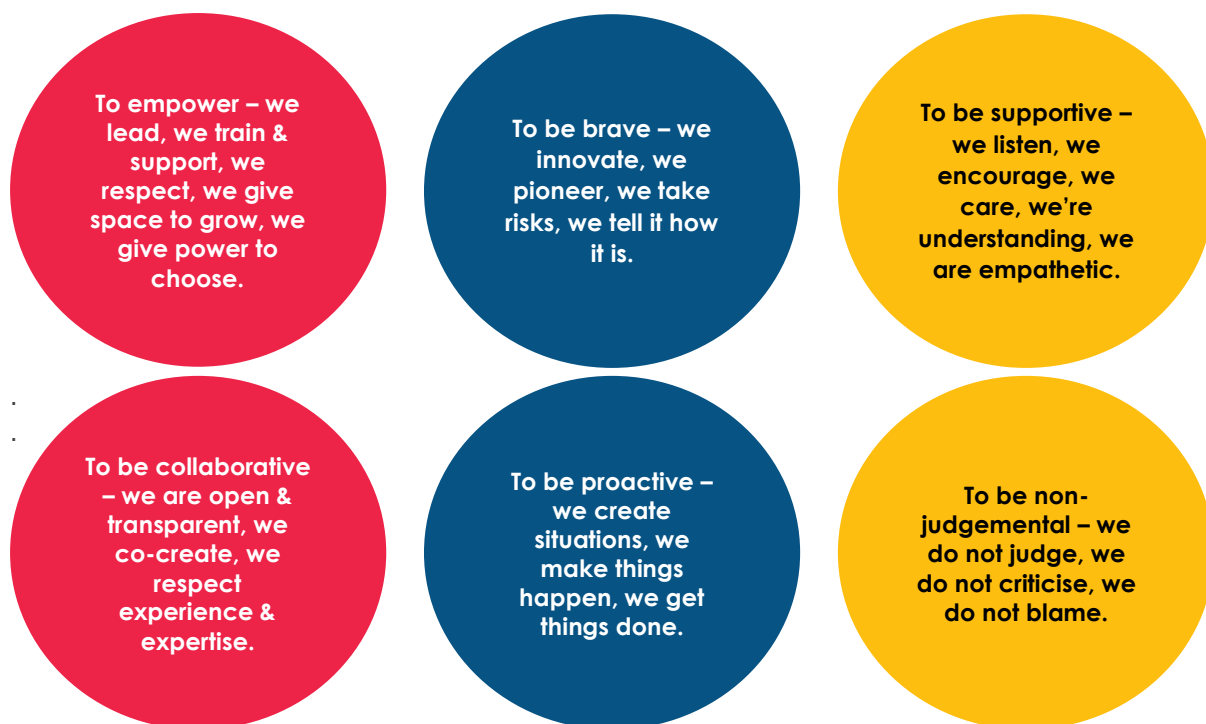 To empower – we
lead, we train &
support, we
respect, we give
space to grow, we
give power to
choose.
To be brave – we
innovate, we
pioneer, we take
risks, we tell it how
it is.
To be supportive –
we listen, we
encourage, we
care, we’re
understanding, we
are empathetic.
.
.
To be collaborative
– we are open &
transparent, we
co-create, we
respect
experience &
expertise.
To be proactive –
we create
situations, we
make things
happen, we get
things done.
To be non-
judgemental – we
do not judge, we
do not criticise, we
do not blame.